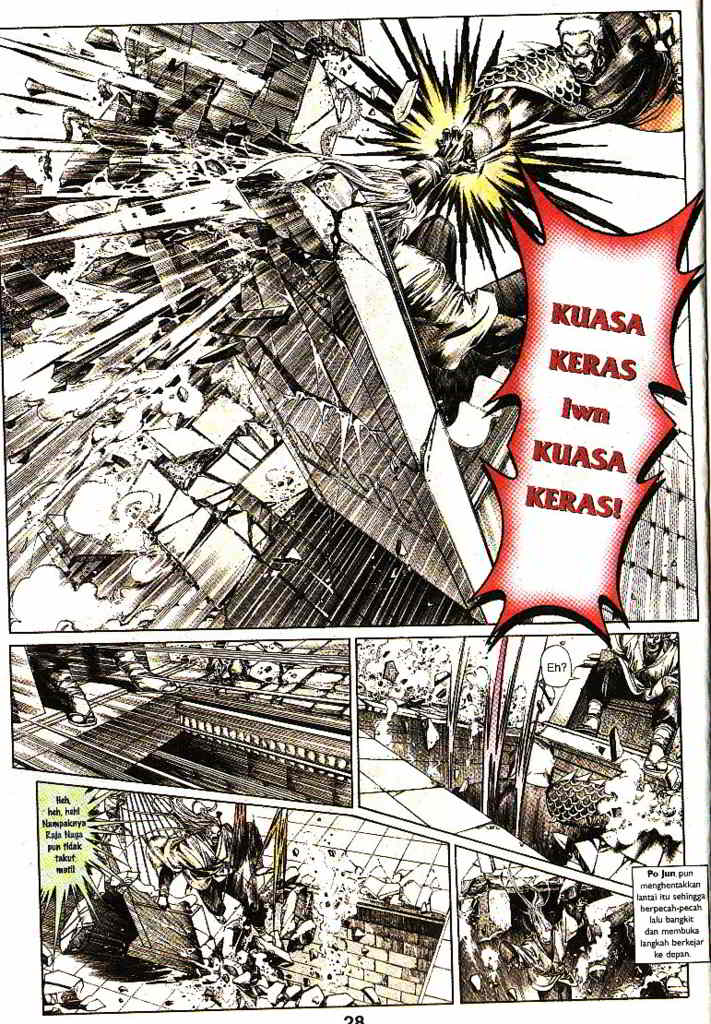 KUASA
KERAS
lwn
KUASA
KERAS!
Eh?
Heh,
heh, hah!
Nampaknya
Raja Naga
pun tidak
takut
mati!
Po Jun pun
menghentakkan
lantai itu sehingga
berpecah-pecah
lalu bangkit
dan membuka
langkah berkejar
ke depan.
28